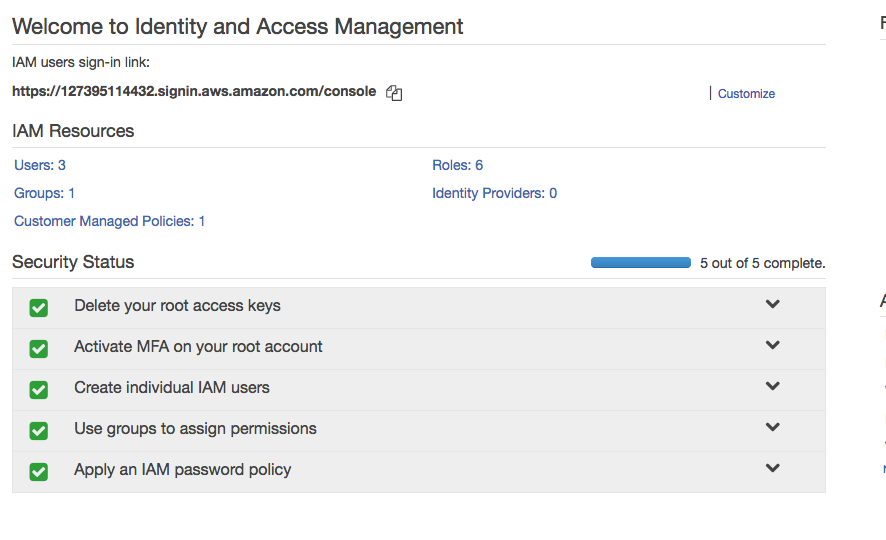 Welcome to Identity and Access Management
IAM users sign-in link:
https://127395114432.signin.aws.amazon.com/console
| Customize
IAM Resources
Users: 3
Roles: 6
Groups: 1
Identity Providers: 0
Customer Managed Policies: 1
Security Status
5 out of 5 complete.
Delete your root access keys
Activate MFA on your root account
Create individual IAM users
Use groups to assign permissions
Apply an IAM password policy